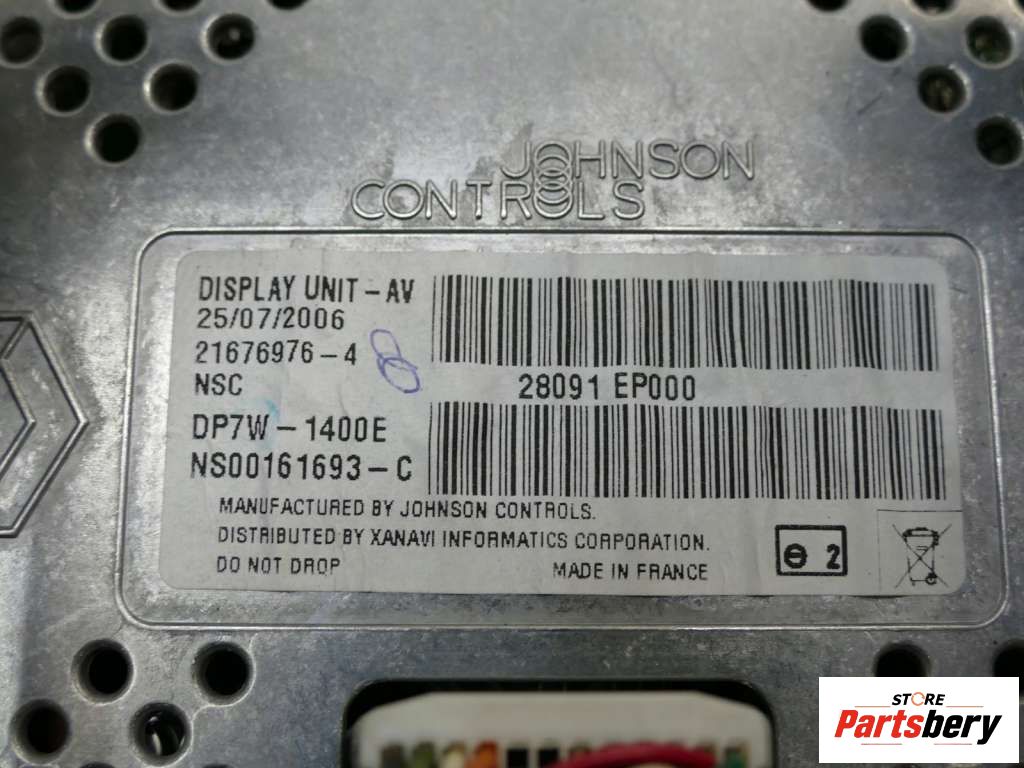 JOHNSON
CONTROLS
DISPLAY UNIT - AV
25/07/2006
21676976-4
NSC
28091 EP000
DP7W - 1400E
NS00161693-C
MANUFACTURED BY JOHNSON CONTROLS.
DISTRIBUTED BY XANAVI INFORMATICS CORPORATION.
DO NOT DROP
MADE IN FRANCE
2
STORE
Partsbery